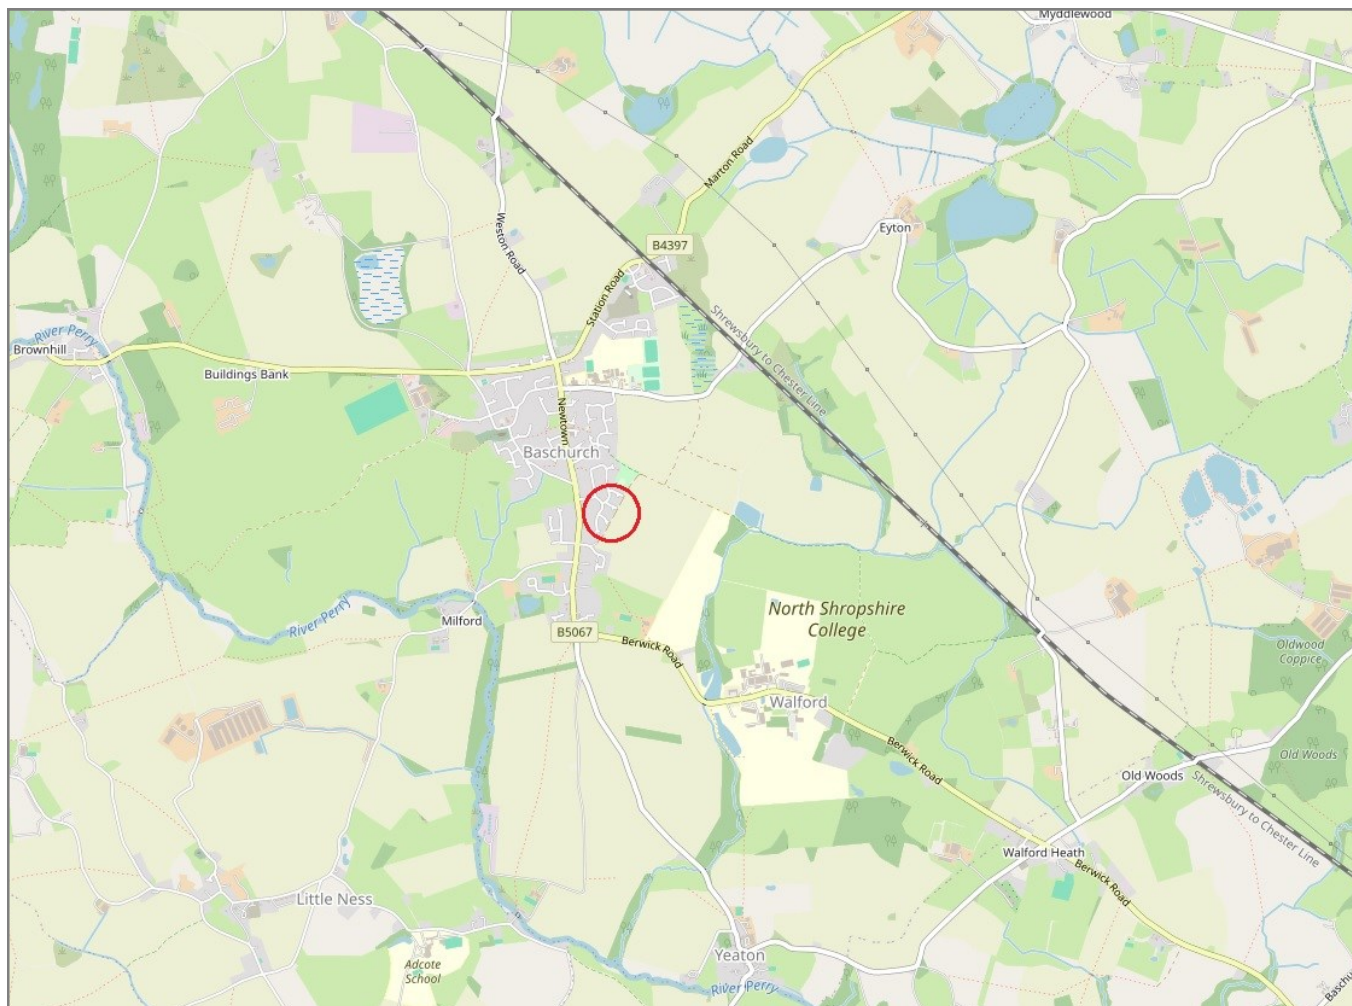 Myddlewood
Marton Road
Weston Road
Eyton
B4397
Station Road
River Perry
Brownhill
Shrewsbury to Chester Line
Buildings Bank
Newtown
Baschurch
North Shropshire
College
River Perry
Milford
B5067
Berwick Road
Oldwood
Coppice
Walford
Berwick Road
Old Woods
Old Woods
Shrewsbury to Chester Line
Walford Heath
Berwick Road
Little Ness
Yeaton
Adcote
School
River Perry